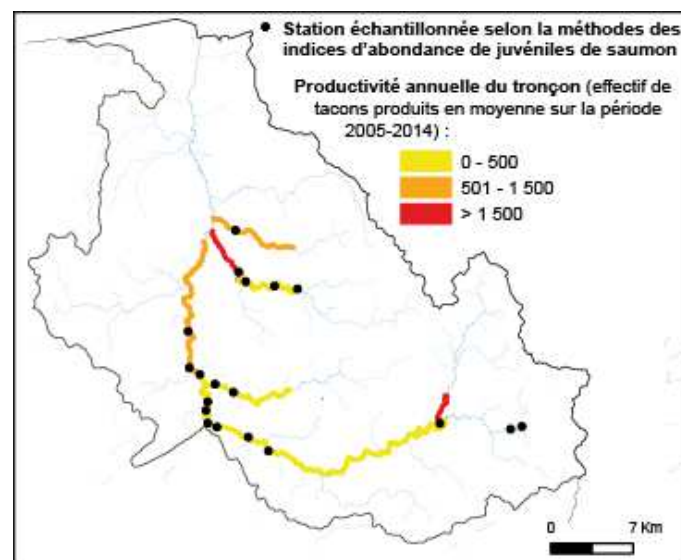 Station échantillonnée selon la méthodes des
indices d'abondance de juvéniles de saumon
Productivité annuelle du tronçon (effectif de
tacons produits en moyenne sur la période
2005-2014) :
0 - 500
501 - 1 500
> 1 500
0 7 Km